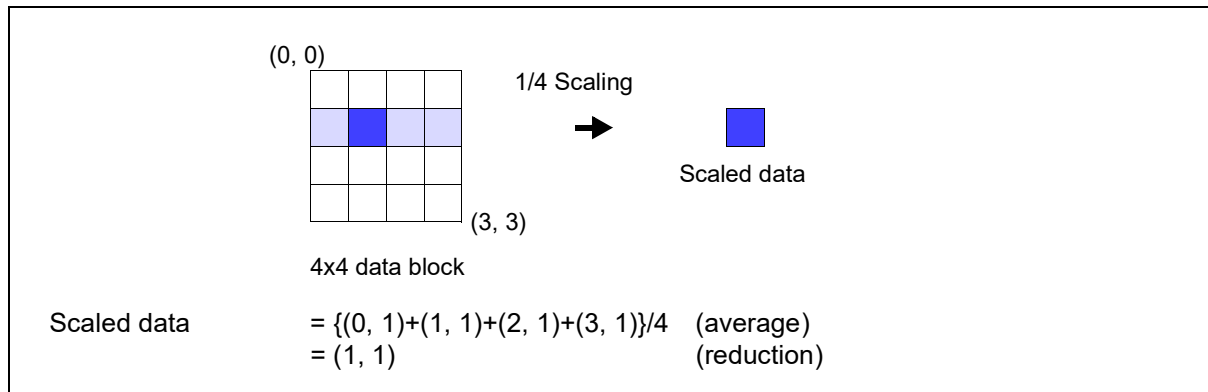 (0, 0)
1/4 Scaling
Scaled data
(3, 3)
4x4 data block
Scaled data = {(0, 1)+(1, 1)+(2, 1)+(3, 1)}/4 (average)
= (1, 1) (reduction)